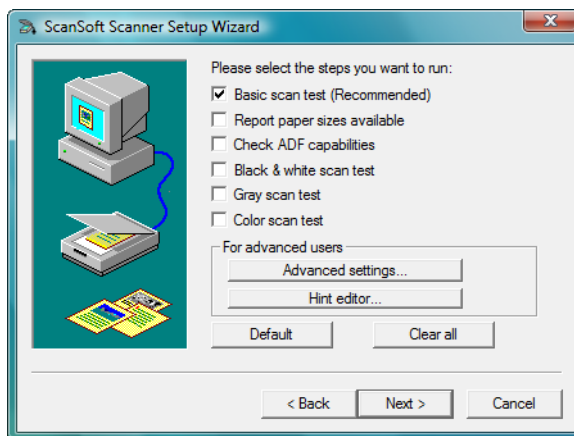 ScanSoft Scanner Setup Wizard
Please select the steps you want to run:
Basic scan test (Recommended)
Report paper sizes available
Check ADF capabilities
Black & white scan test
Gray scan test
Color scan test
For advanced users
Advanced settings...
Hint editor...
Default Clear all
< Back Next > Cancel